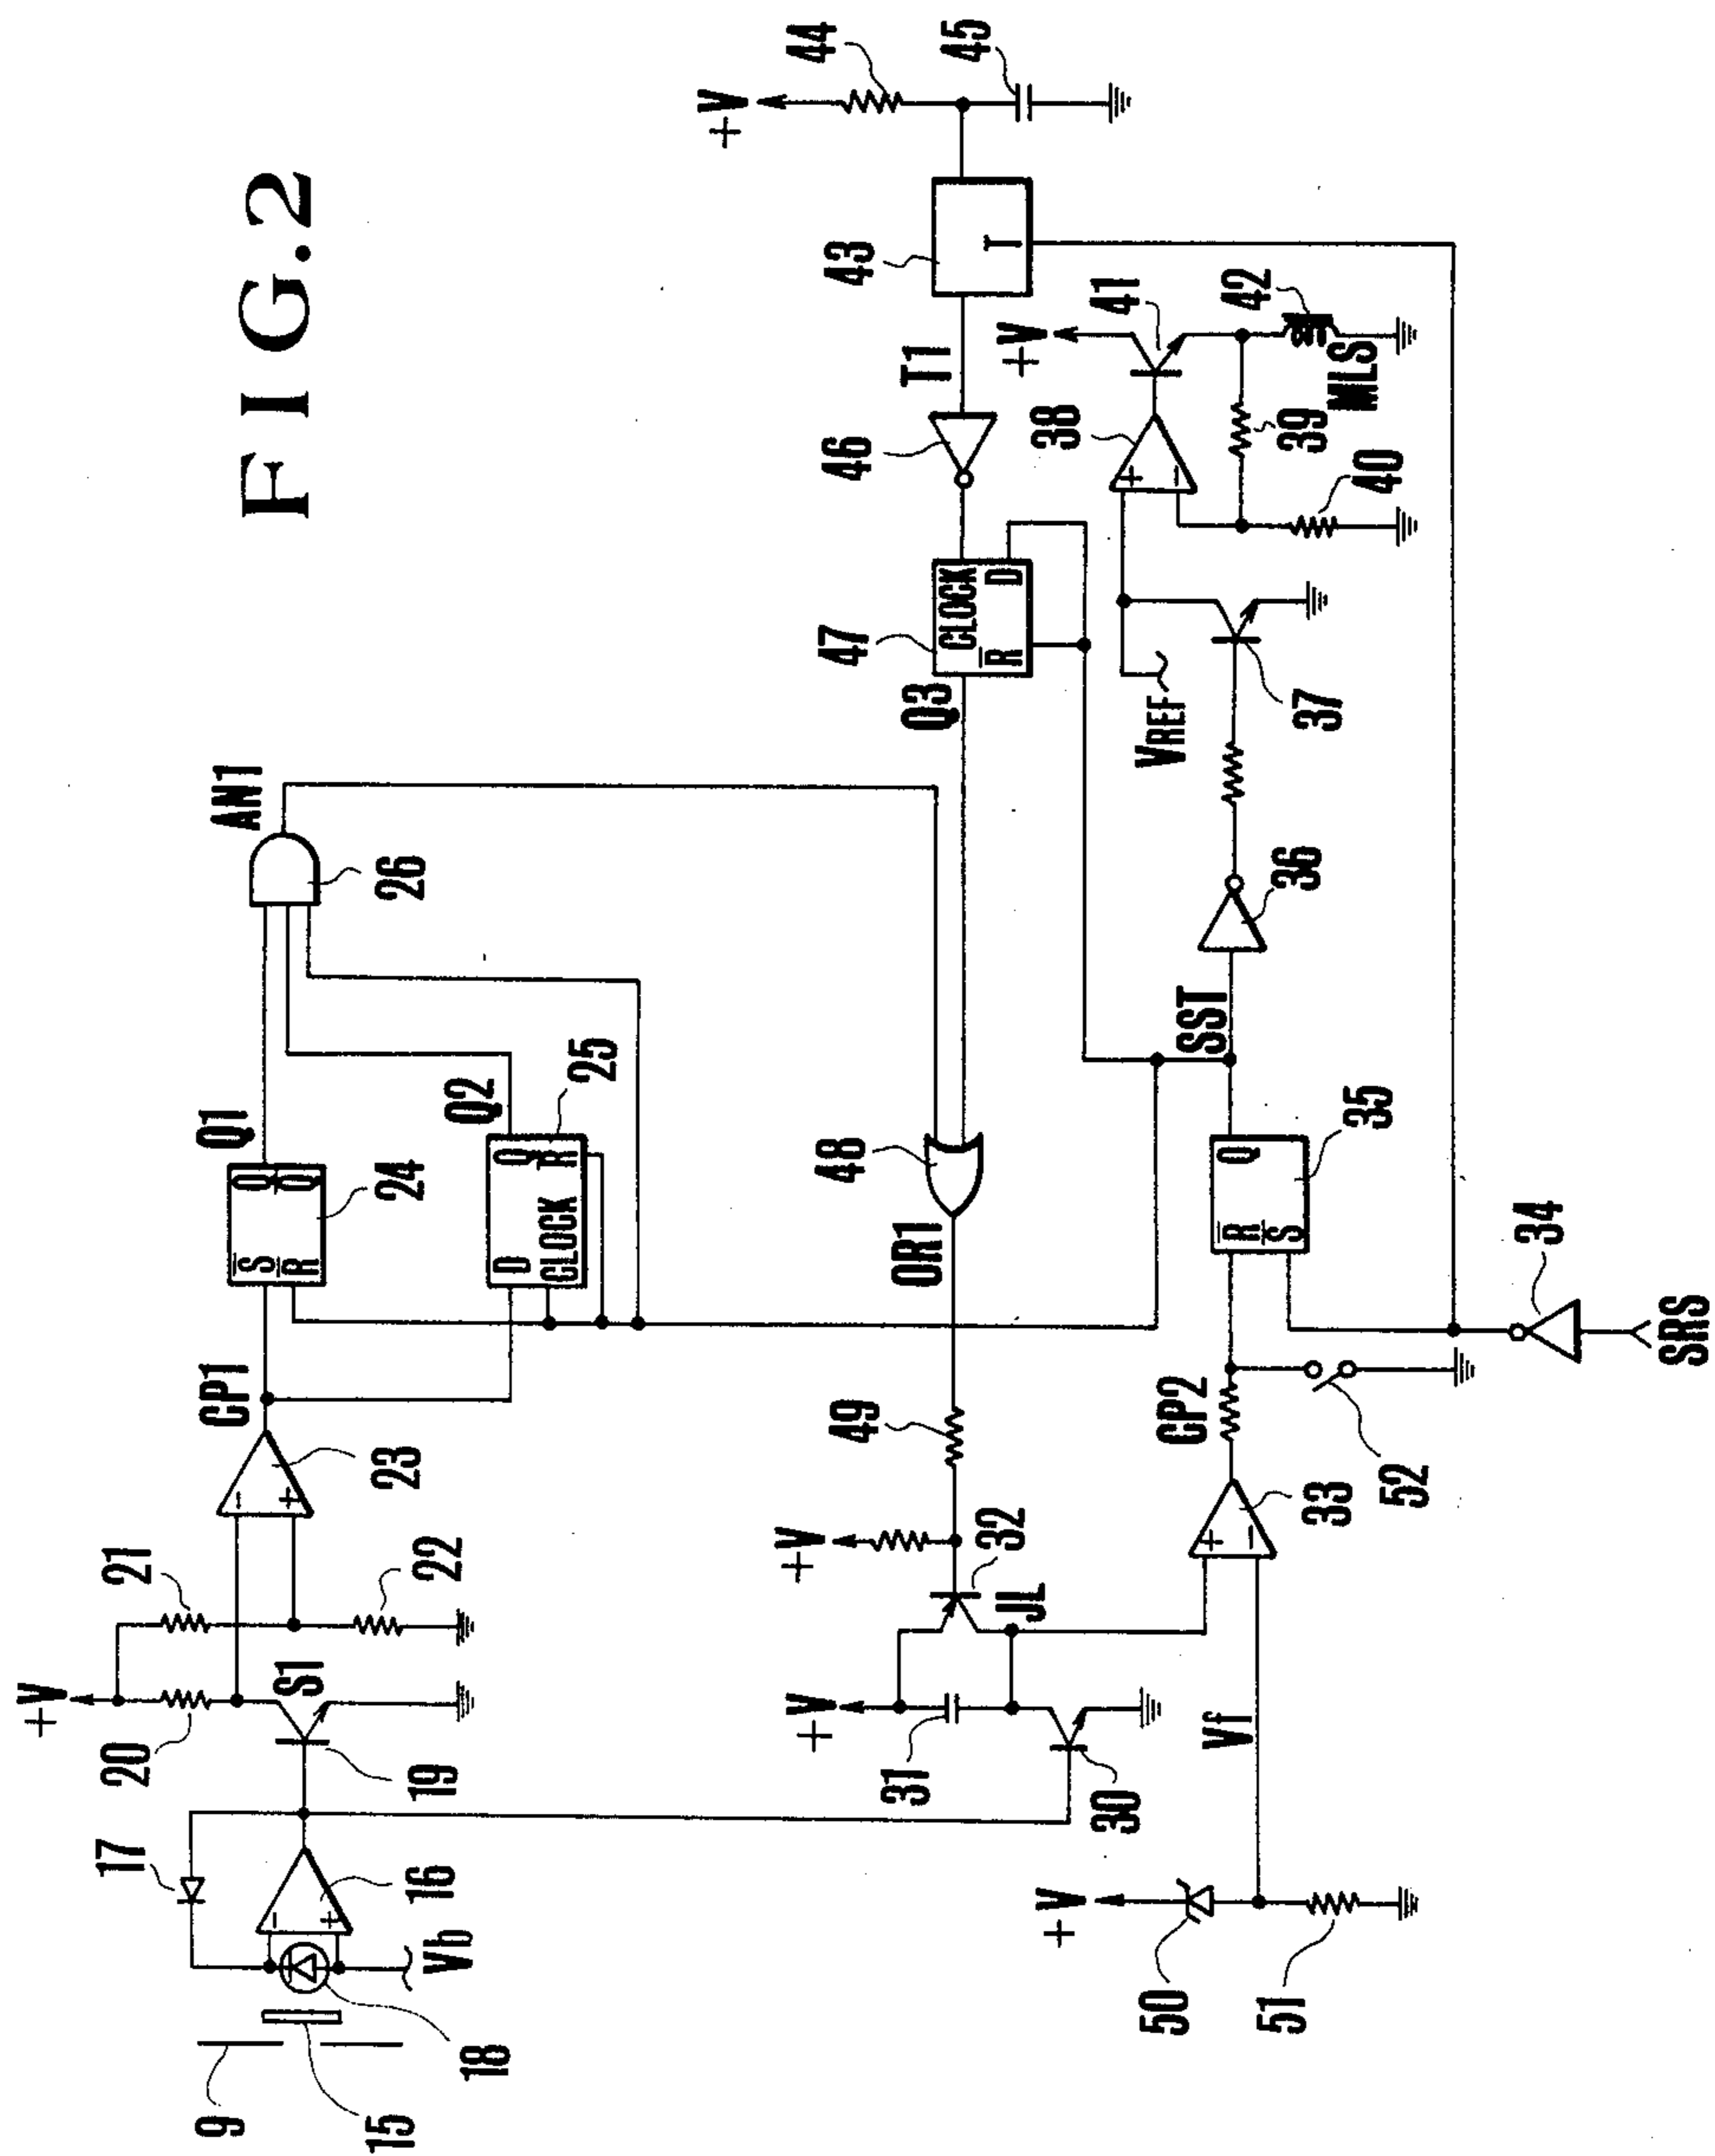 FIG.2
+V
44
45
43
T
T1
46
47
CLOCK
D
R
Q3
+V
41
42
MLS
38
+
-
39
40
37
VREF
36
SST
AN1
26
Q1
24
Q
Q
S
R
Q2
25
Q
R
D
CLOCK
48
OR1
49
35
Q
R
S
34
SRS
CP1
23
-
+
21
22
+V
20
S1
19
17
16
-
+
Vb
18
15
9
+V
32
JL
+V
31
30
CP2
52
33
+
-
Vf
+V
50
51